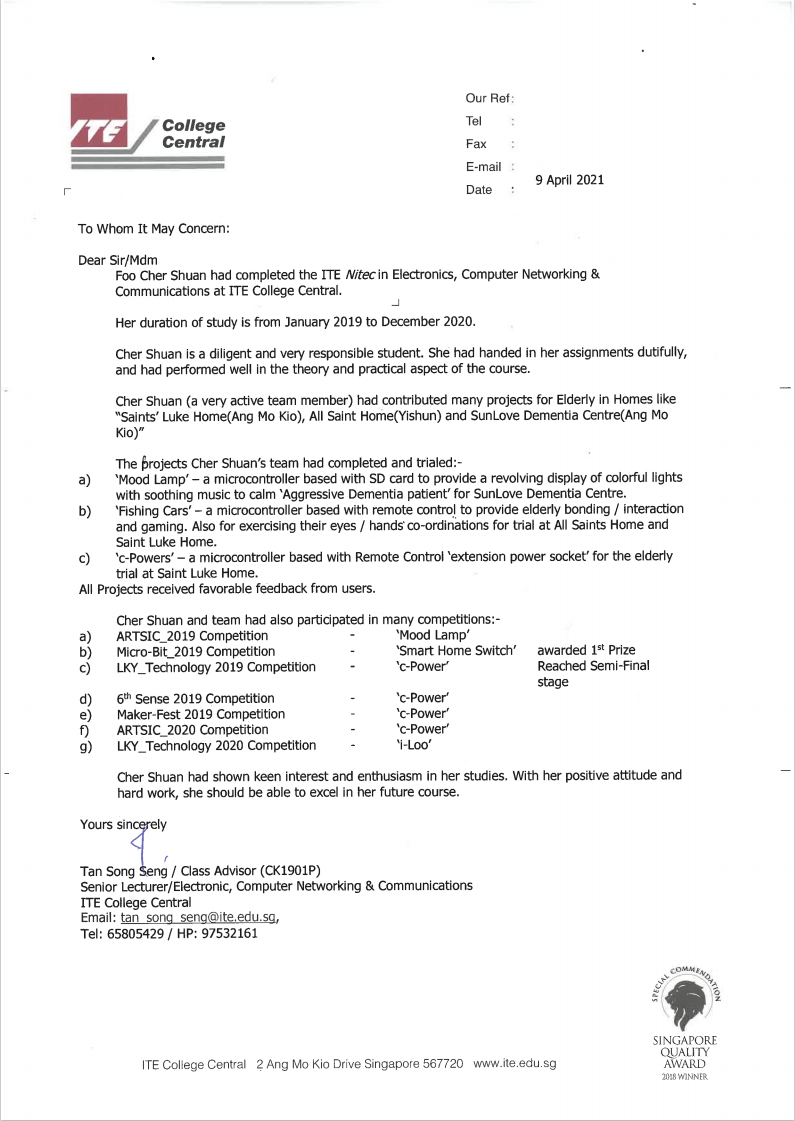 ITE College
Central
Our Ref :
Tel :
Fax :
E-mail :
Date : 9 April 2021
To Whom It May Concern:
Dear Sir/Mdm
Foo Cher Shuan had completed the ITE Nitec in Electronics, Computer Networking &
Communications at ITE College Central.
Her duration of study is from January 2019 to December 2020.
Cher Shuan is a diligent and very responsible student. She had handed in her assignments dutifully,
and had performed well in the theory and practical aspect of the course.
Cher Shuan (a very active team member) had contributed many projects for Elderly in Homes like
"Saints' Luke Home(Ang Mo Kio), All Saint Home(Yishun) and SunLove Dementia Centre(Ang Mo
Kio)"
The projects Cher Shuan's team had completed and trialed:-
a) 'Mood Lamp' – a microcontroller based with SD card to provide a revolving display of colorful lights
with soothing music to calm 'Aggressive Dementia patient' for SunLove Dementia Centre.
b) 'Fishing Cars' – a microcontroller based with remote control to provide elderly bonding / interaction
and gaming. Also for exercising their eyes / hands co-ordinations for trial at All Saints Home and
Saint Luke Home.
c) 'c-Powers' – a microcontroller based with Remote Control 'extension power socket' for the elderly
trial at Saint Luke Home.
All Projects received favorable feedback from users.
Cher Shuan and team had also participated in many competitions:-
a) ARTSIC_2019 Competition - 'Mood Lamp'
b) Micro-Bit_2019 Competition - 'Smart Home Switch' awarded 1st Prize
c) LKY_Technology 2019 Competition - 'c-Power' Reached Semi-Final
stage
d) 6th Sense 2019 Competition - 'c-Power'
e) Maker-Fest 2019 Competition - 'c-Power'
f) ARTSIC_2020 Competition - 'c-Power'
g) LKY_Technology 2020 Competition - 'i-Loo'
Cher Shuan had shown keen interest and enthusiasm in her studies. With her positive attitude and
hard work, she should be able to excel in her future course.
Yours sincerely
Tan Song Seng / Class Advisor (CK1901P)
Senior Lecturer/Electronic, Computer Networking & Communications
ITE College Central
Email: tan_song_seng@ite.edu.sg,
Tel: 65805429 / HP: 97532161
SPECIAL COMMENDATION
SINGAPORE
QUALITY
AWARD
2018 WINNER
ITE College Central 2 Ang Mo Kio Drive Singapore 567720 www.ite.edu.sg